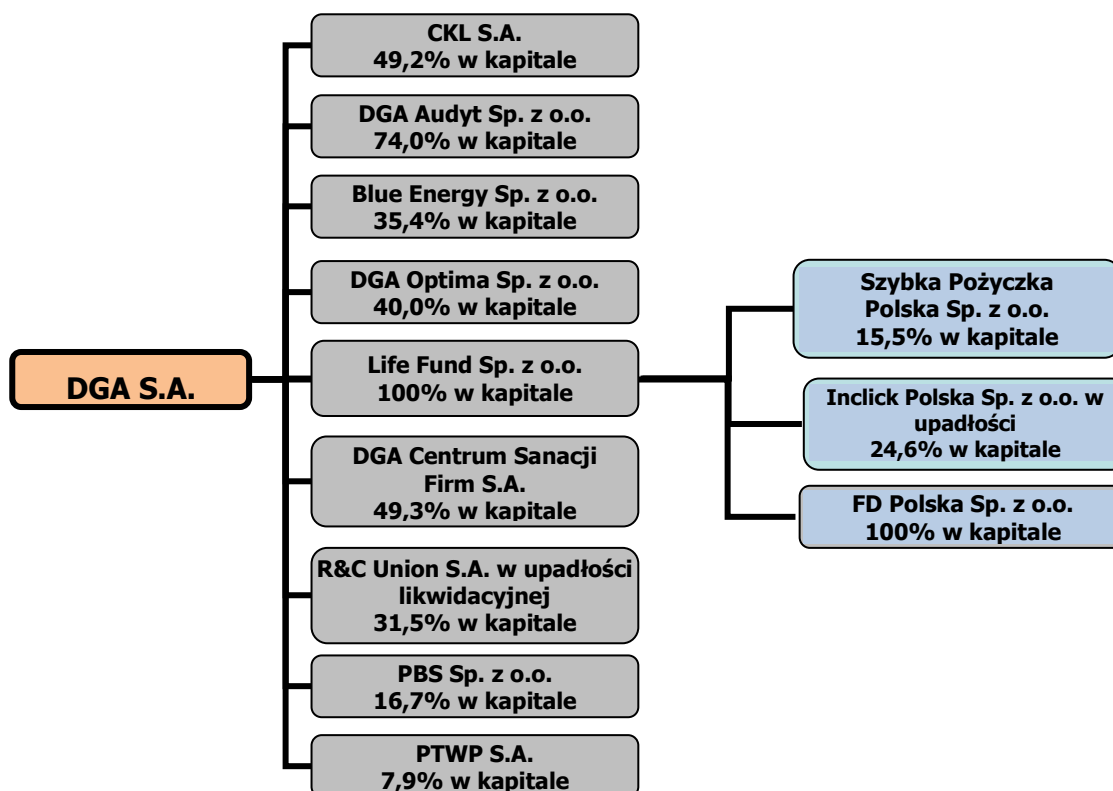 DGA S.A.
CKL S.A.
49,2% w kapitale
DGA Audyt Sp. z o.o.
74,0% w kapitale
Blue Energy Sp. z o.o.
35,4% w kapitale
DGA Optima Sp. z o.o.
40,0% w kapitale
Life Fund Sp. z o.o.
100% w kapitale
DGA Centrum Sanacji
Firm S.A.
49,3% w kapitale
R&C Union S.A. w upadłości
likwidacyjnej
31,5% w kapitale
PBS Sp. z o.o.
16,7% w kapitale
PTWP S.A.
7,9% w kapitale
Szybka Pożyczka
Polska Sp. z o.o.
15,5% w kapitale
Inclick Polska Sp. z o.o. w
upadłości
24,6% w kapitale
FD Polska Sp. z o.o.
100% w kapitale